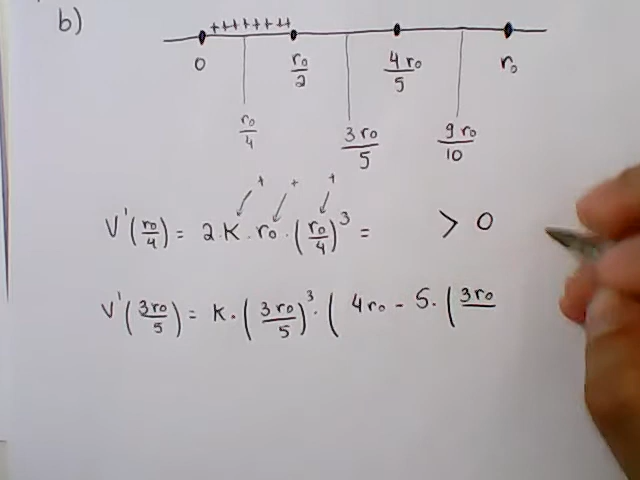 b)
+++++++
0 r₀/2 4r₀/5 r₀
r₀/4 3r₀/5 9r₀/10
+ + +
V'(r₀/4) = 2·K·r₀·(r₀/4)³ = > 0
V'(3r₀/5) = K·(3r₀/5)³·(4r₀ - 5·(3r₀